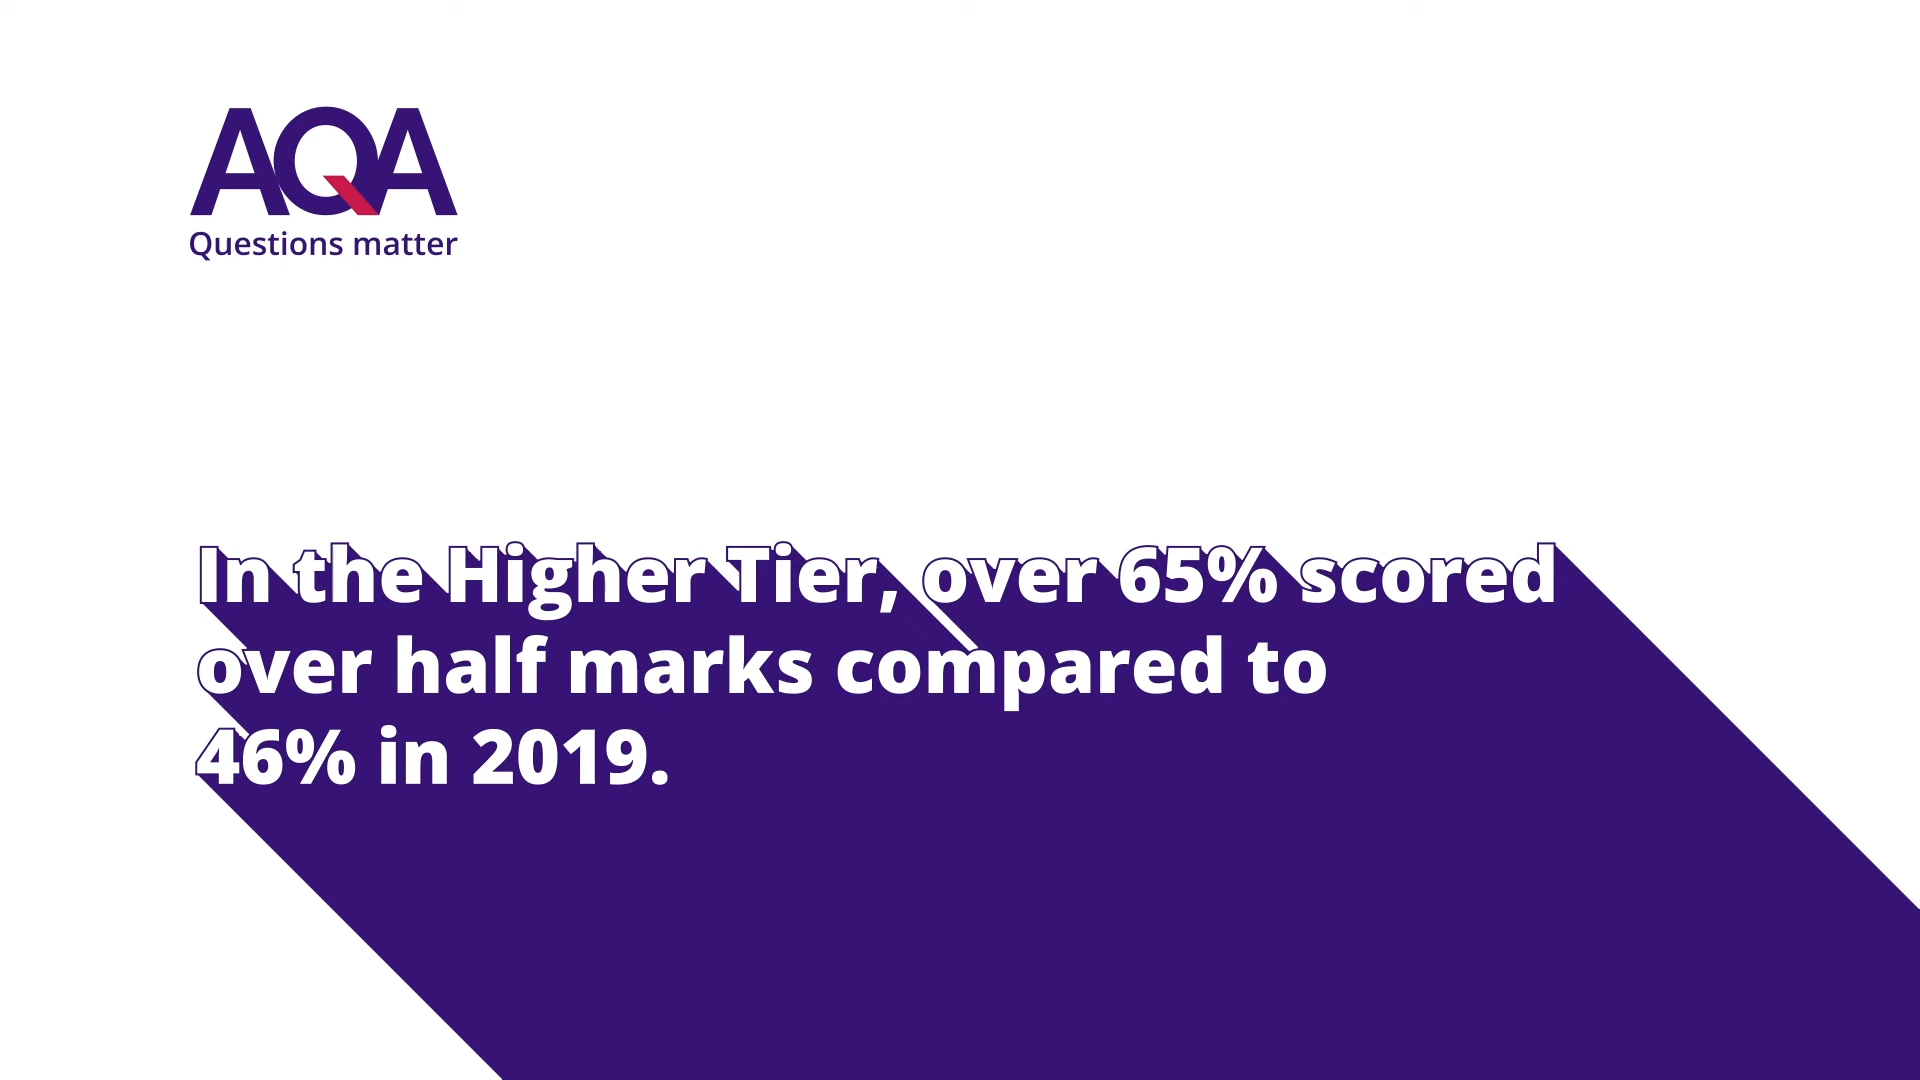 AQA
Questions matter
In the Higher Tier, over 65% scored
over half marks compared to
46% in 2019.